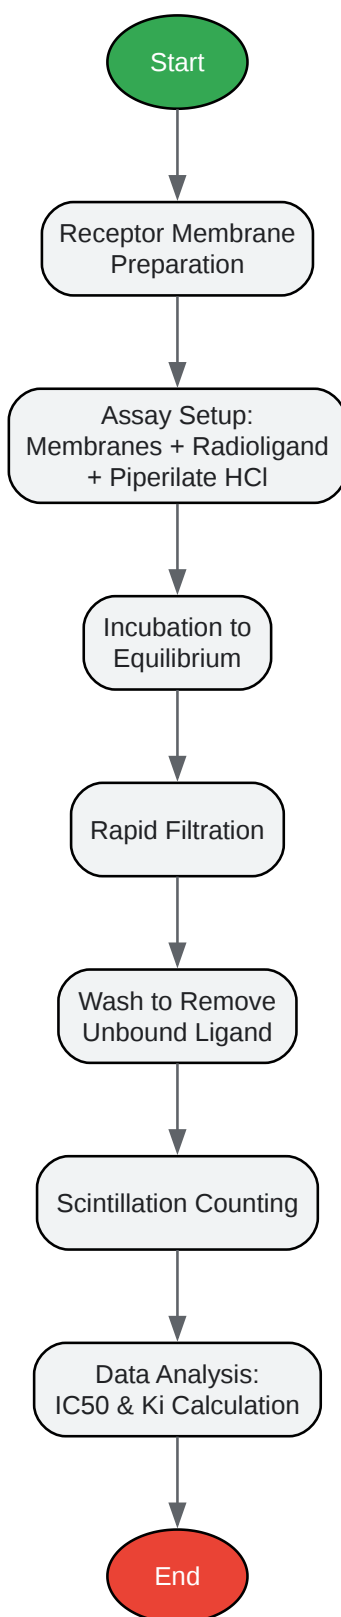 Start
Receptor Membrane
Preparation
Assay Setup:
Membranes + Radioligand
+ Piperilate HCl
Incubation to
Equilibrium
Rapid Filtration
Wash to Remove
Unbound Ligand
Scintillation Counting
Data Analysis:
IC50 & Ki Calculation
End